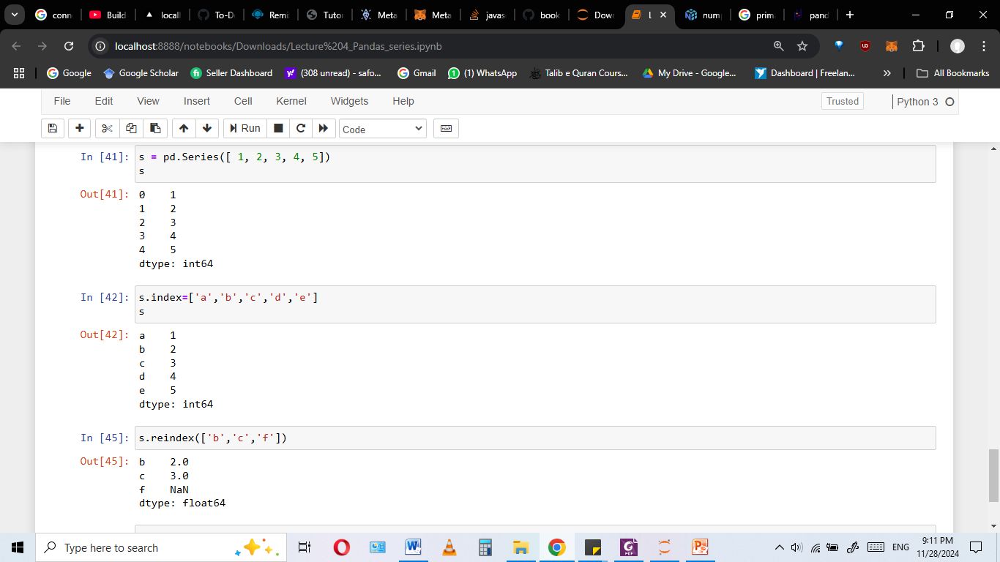 conn
Build
locall
To-D
Remi
Tutor
Meta
Meta
javas
book
Dow
L
num
prim
pand
localhost:8888/notebooks/Downloads/Lecture%204_Pandas_series.ipynb
Google
Google Scholar
Seller Dashboard
(308 unread) - safo...
Gmail
(1) WhatsApp
Talib e Quran Cours...
My Drive - Google...
Dashboard | Freelan...
»
All Bookmarks
File Edit View Insert Cell Kernel Widgets Help
Trusted
Python 3
Run
Code
In [41]: s = pd.Series([ 1, 2, 3, 4, 5])
s
Out[41]: 0 1
1 2
2 3
3 4
4 5
dtype: int64
In [42]: s.index=['a','b','c','d','e']
s
Out[42]: a 1
b 2
c 3
d 4
e 5
dtype: int64
In [45]: s.reindex(['b','c','f'])
Out[45]: b 2.0
c 3.0
f NaN
dtype: float64
Type here to search
ENG
9:11 PM
11/28/2024